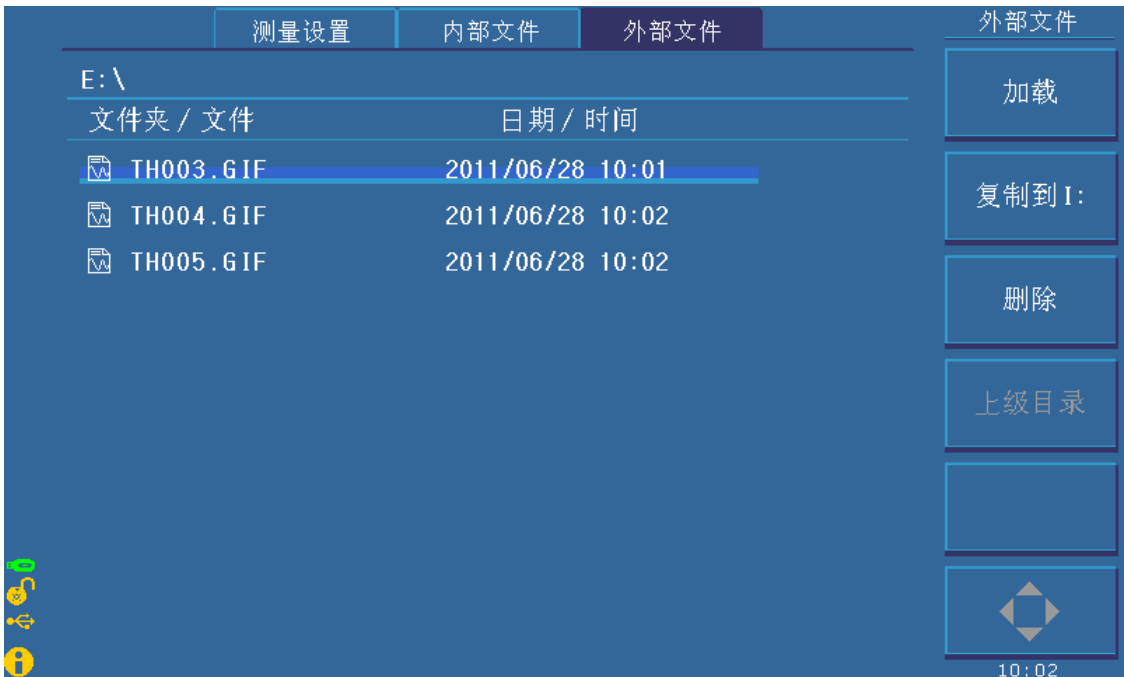 测量设置 内部文件 外部文件 外部文件
E:\
文件夹 / 文件 日期 / 时间
TH003.GIF 2011/06/28 10:01
TH004.GIF 2011/06/28 10:02
TH005.GIF 2011/06/28 10:02
加载
复制到 I:
删除
上级目录
10:02